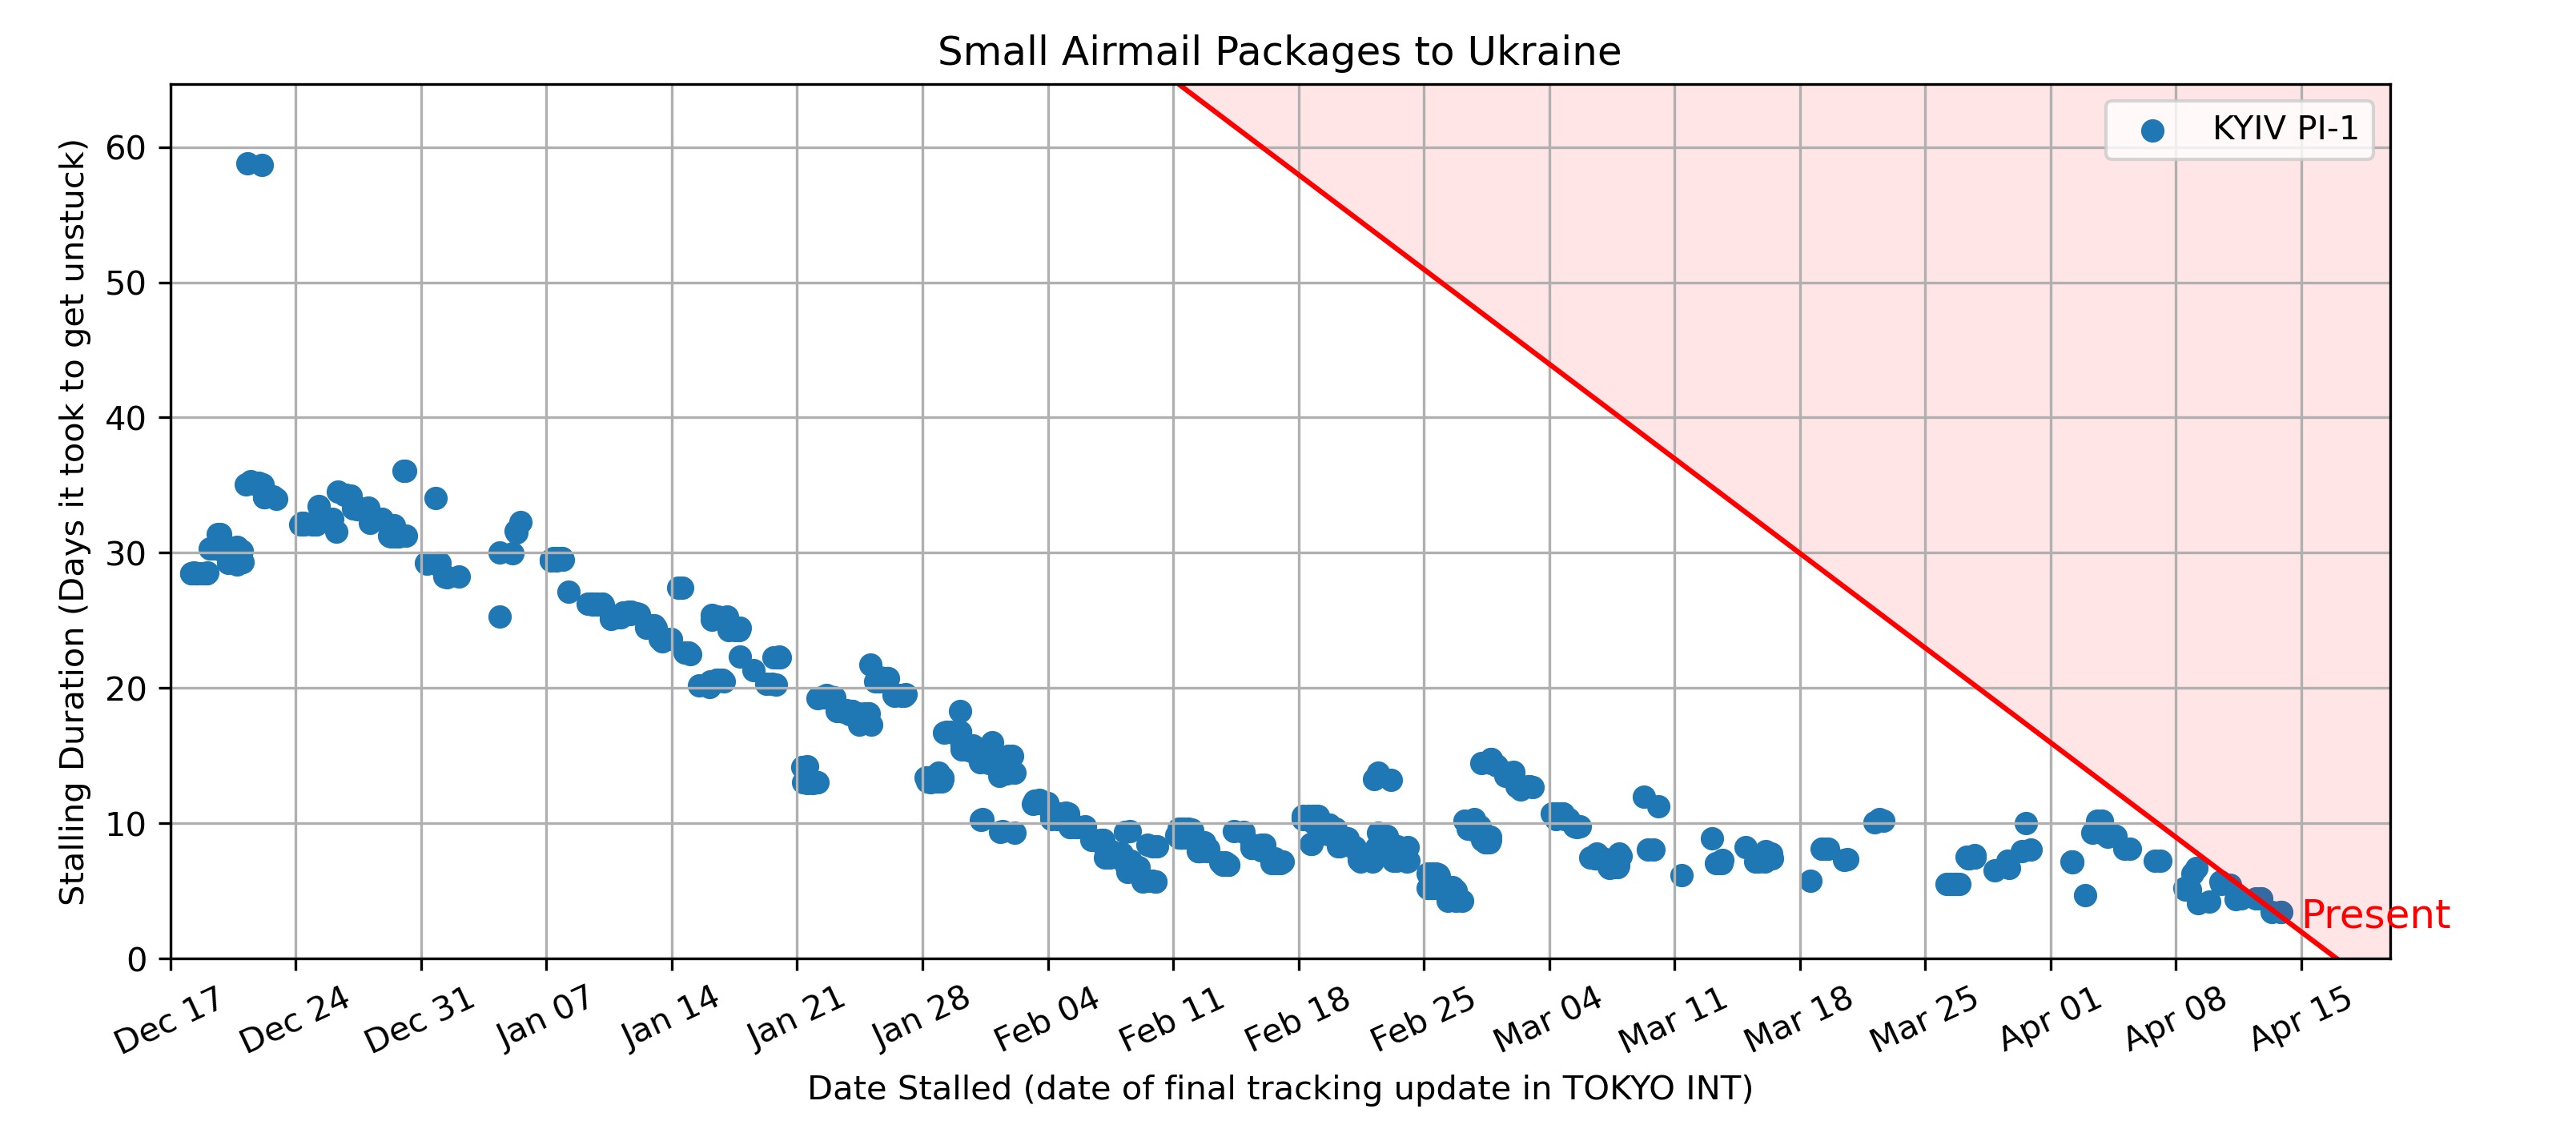 Small Airmail Packages to Ukraine
KYIV PI-1
Stalling Duration (Days it took to get unstuck)
60
50
40
30
20
10
0
Present
Dec 17
Dec 24
Dec 31
Jan 07
Jan 14
Jan 21
Jan 28
Feb 04
Feb 11
Feb 18
Feb 25
Mar 04
Mar 11
Mar 18
Mar 25
Apr 01
Apr 08
Apr 15
Date Stalled (date of final tracking update in TOKYO INT)